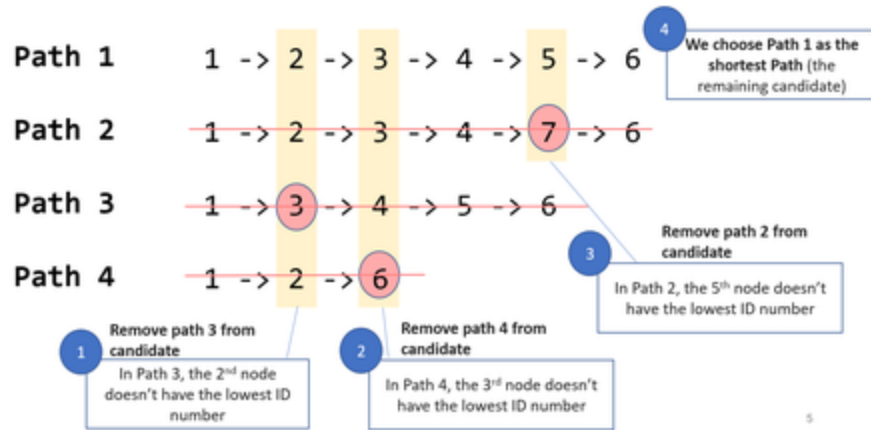 Path 1 1 -> 2 -> 3 -> 4 -> 5 -> 6
Path 2 1 -> 2 -> 3 -> 4 -> 7 -> 6
Path 3 1 -> 3 -> 4 -> 5 -> 6
Path 4 1 -> 2 -> 6
4
We choose Path 1 as the
shortest Path (the
remaining candidate)
3
Remove path 2 from
candidate
In Path 2, the 5th node doesn't
have the lowest ID number
1
Remove path 3 from
candidate
In Path 3, the 2nd node
doesn't have the lowest ID
number
2
Remove path 4 from
candidate
In Path 4, the 3rd node doesn't
have the lowest ID number
5